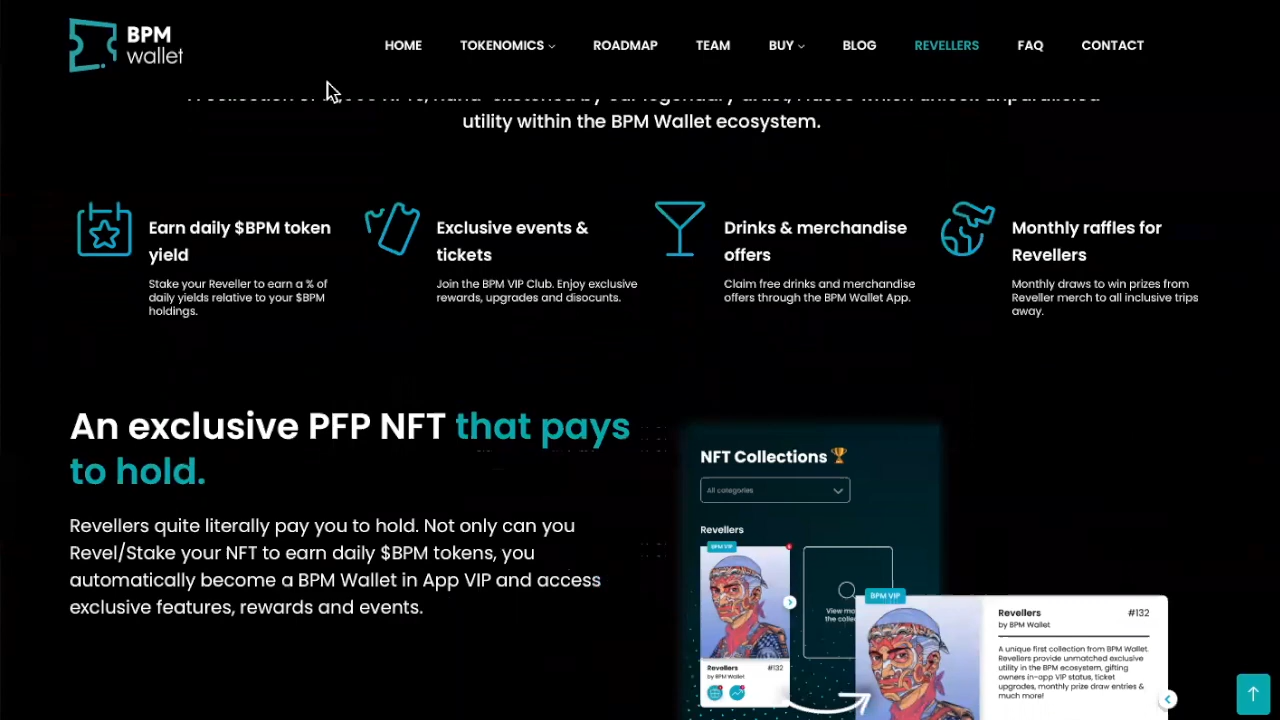 BPM
wallet
HOME TOKENOMICS ROADMAP TEAM BUY BLOG REVELLERS FAQ CONTACT
utility within the BPM Wallet ecosystem.
Earn daily $BPM token
yield
Stake your Reveller to earn a % of
daily yields relative to your $BPM
holdings.
Exclusive events &
tickets
Join the BPM VIP Club. Enjoy exclusive
rewards, upgrades and disocunts.
Drinks & merchandise
offers
Claim free drinks and merchandise
offers through the BPM Wallet App.
Monthly raffles for
Revellers
Monthly draws to win prizes from
Reveller merch to all inclusive trips
away.
An exclusive PFP NFT that pays
to hold.
Revellers quite literally pay you to hold. Not only can you
Revel/Stake your NFT to earn daily $BPM tokens, you
automatically become a BPM Wallet in App VIP and access
exclusive features, rewards and events.
NFT Collections
All categories
Revellers
BPM VIP
View mo
the colle
Revellers #132
by BPM Wallet
BPM VIP
Revellers #132
by BPM Wallet
A unique first collection from BPM Wallet.
Revellers provide unmatched exclusive
utility in the BPM ecosystem, gifting
owners in-app VIP status, ticket
upgrades, monthly prize draw entries &
much more!